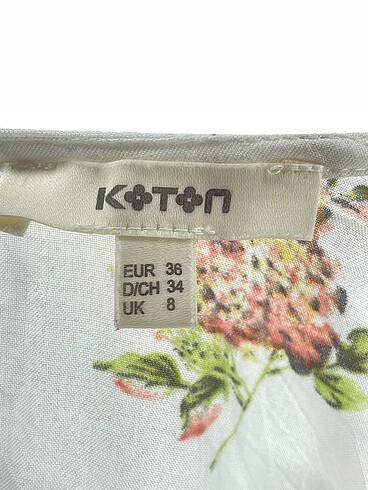 KOTON
EUR 36
D/CH 34
UK 8